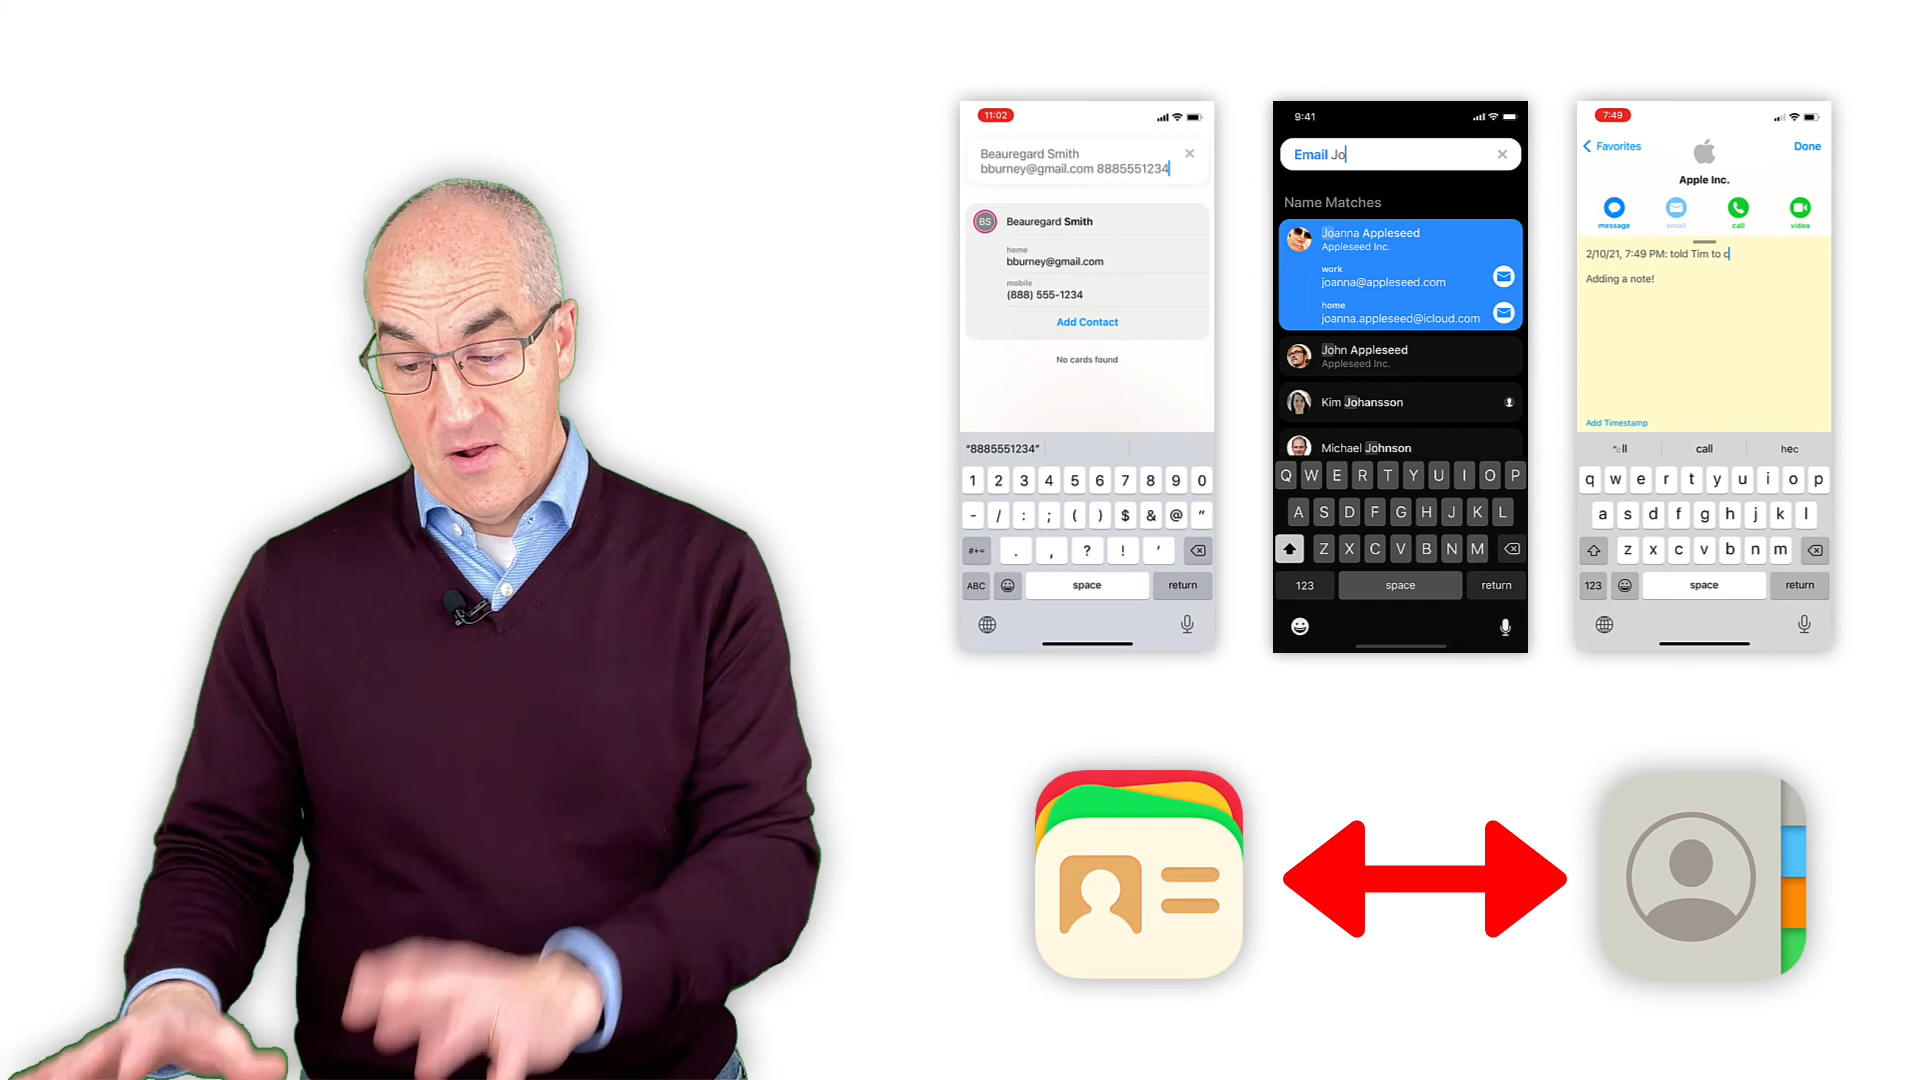 11:02
Beauregard Smith
bburney@gmail.com 8885551234
BS Beauregard Smith
home
bburney@gmail.com
mobile
(888) 555-1234
Add Contact
No cards found
"8885551234"
1 2 3 4 5 6 7 8 9 0
- / : ; ( ) $ & @ "
#+= . , ? ! '
ABC space return
9:41
Email Jo
Name Matches
Joanna Appleseed
Appleseed Inc.
work
joanna@appleseed.com
home
joanna.appleseed@icloud.com
John Appleseed
Appleseed Inc.
Kim Johansson
Michael Johnson
Q W E R T Y U I O P
A S D F G H J K L
Z X C V B N M
123 space return
7:49
Favorites Done
Apple Inc.
message email call video
2/10/21, 7:49 PM: told Tim to c
Adding a note!
Add Timestamp
call hec
q w e r t y u i o p
a s d f g h j k l
z x c v b n m
123 space return